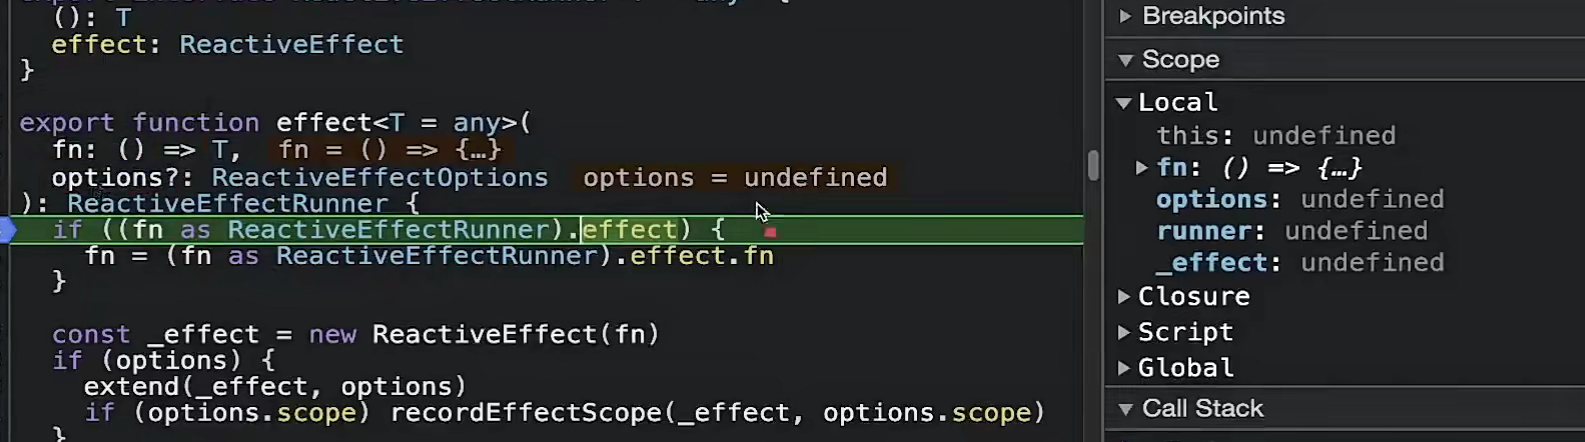 (): T
effect: ReactiveEffect
}
export function effect<T = any>(
fn: () => T, fn = () => {…}
options?: ReactiveEffectOptions options = undefined
): ReactiveEffectRunner {
if ((fn as ReactiveEffectRunner).effect) {
fn = (fn as ReactiveEffectRunner).effect.fn
}
const _effect = new ReactiveEffect(fn)
if (options) {
extend(_effect, options)
if (options.scope) recordEffectScope(_effect, options.scope)
}
Breakpoints
Scope
Local
this: undefined
fn: () => {…}
options: undefined
runner: undefined
_effect: undefined
Closure
Script
Global
Call Stack